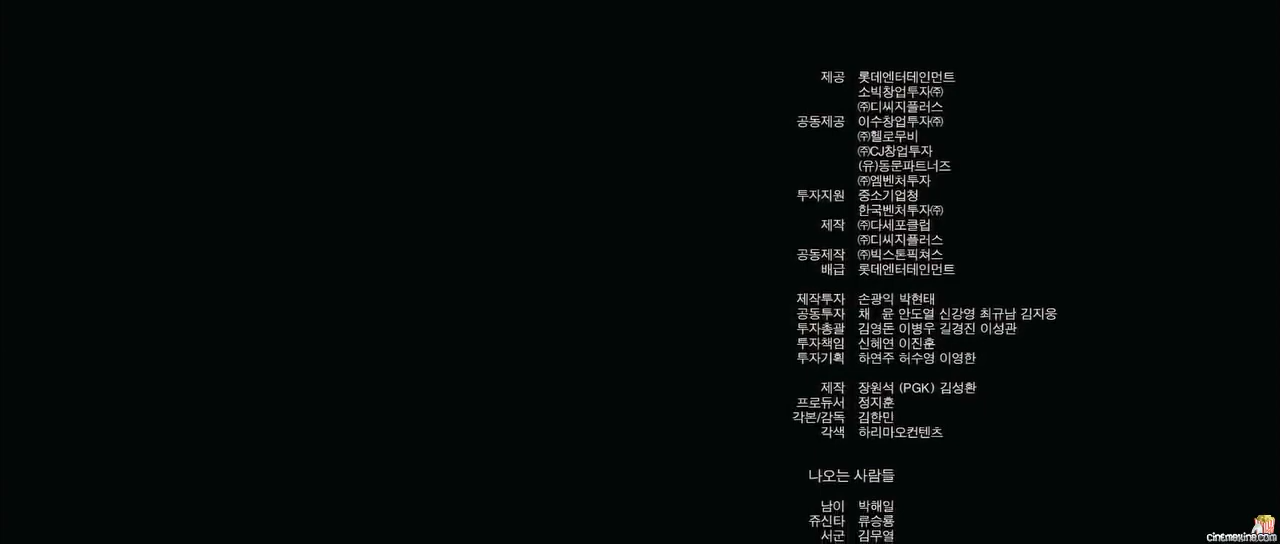 제공 롯데엔터테인먼트
소빅창업투자㈜
㈜디씨지플러스
공동제공 이수창업투자㈜
㈜헬로무비
㈜CJ창업투자
(유)동문파트너즈
㈜엠벤처투자
투자지원 중소기업청
한국벤처투자㈜
제작 ㈜다세포클럽
㈜디씨지플러스
공동제작 ㈜빅스톤픽쳐스
배급 롯데엔터테인먼트
제작투자 손광익 박현태
공동투자 채 윤 안도열 신강영 최규남 김지웅
투자총괄 김영돈 이병우 길경진 이성관
투자책임 신혜연 이진훈
투자기획 하연주 허수영 이영한
제작 장원석 (PGK) 김성환
프로듀서 정지훈
각본/감독 김한민
각색 하리마오컨텐츠
나오는 사람들
남이 박해일
쥬신타 류승룡
서군 김무열